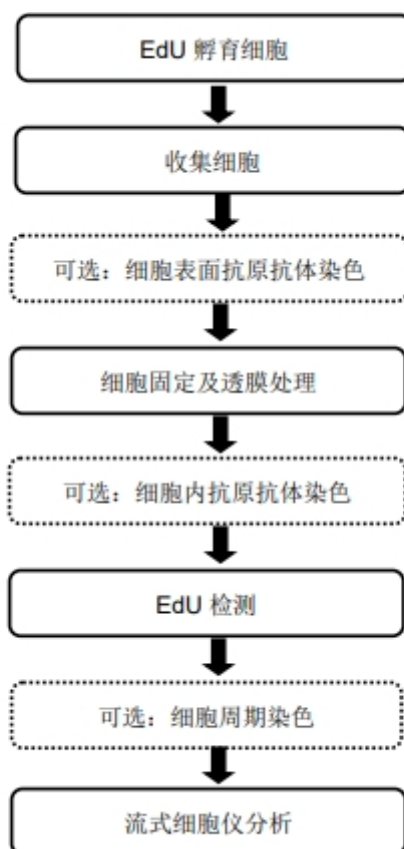 EdU 孵育细胞
收集细胞
可选：细胞表面抗原抗体染色
细胞固定及透膜处理
可选：细胞内抗原抗体染色
EdU 检测
可选：细胞周期染色
流式细胞仪分析